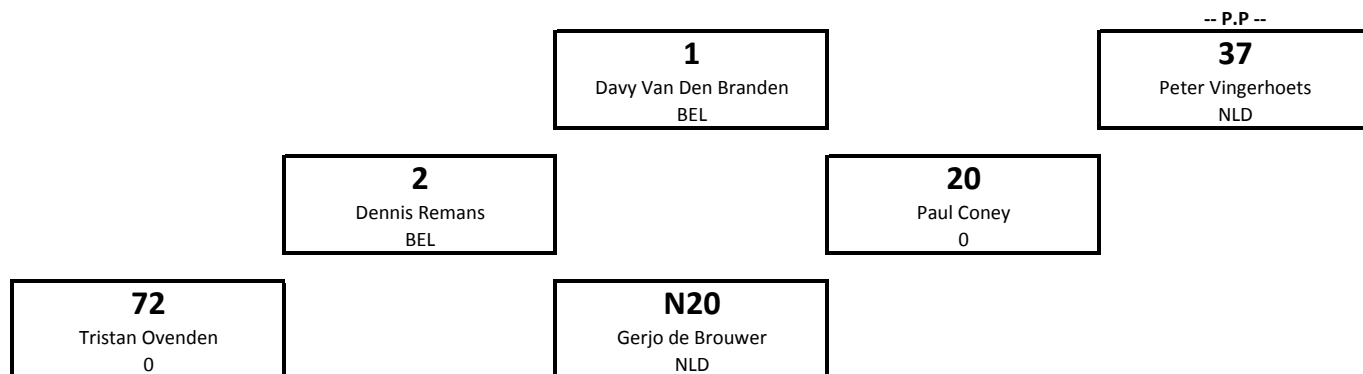 -- P.P --
1
Davy Van Den Branden
BEL
37
Peter Vingerhoets
NLD
2
Dennis Remans
BEL
20
Paul Coney
0
72
Tristan Ovenden
0
N20
Gerjo de Brouwer
NLD